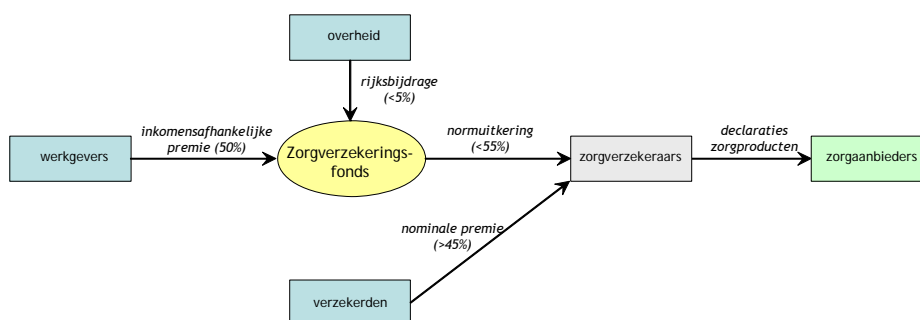 overheid
rijksbijdrage
(<5%)
inkomensafhankelijke
premie (50%)
normuitkering
(<55%)
declaraties
zorgproducten
werkgevers
Zorgverzekerings-
fonds
zorgverzekeraars
zorgaanbieders
nominale premie
(>45%)
verzekerden